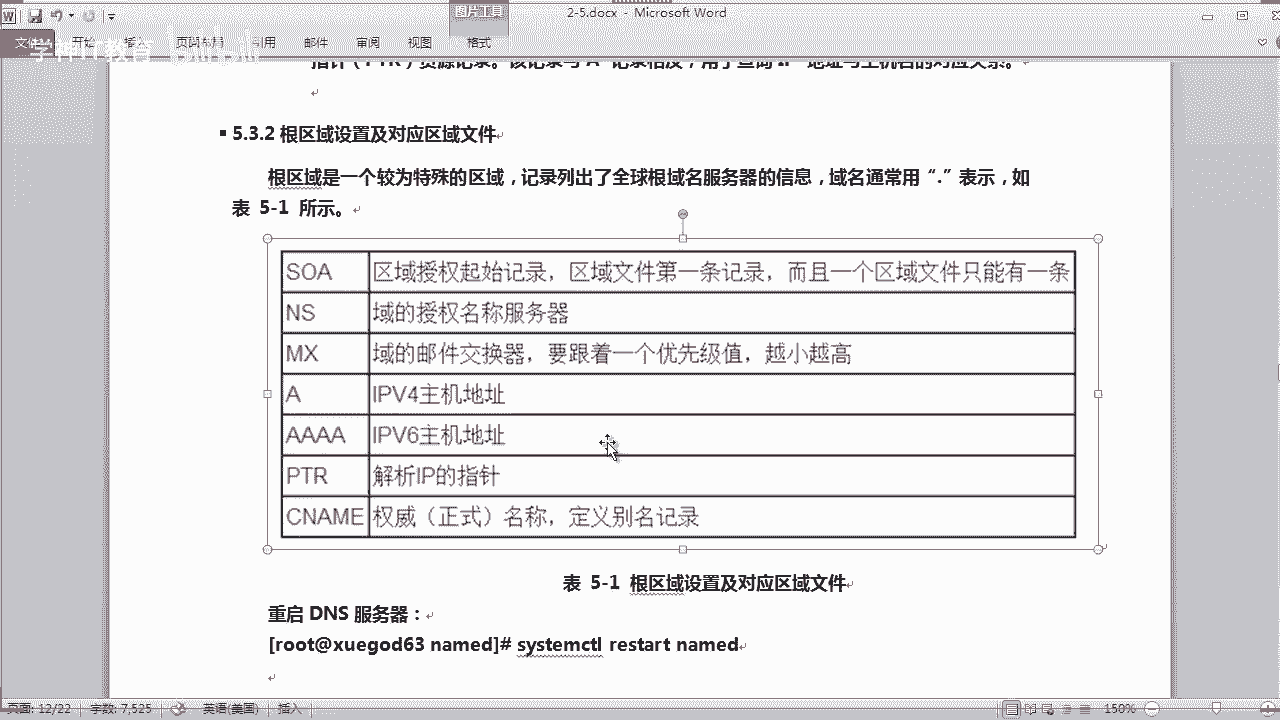 图片工具
2-5.docx - Microsoft Word
文件 开始 页面布局 引用 邮件 审阅 视图 格式
学神IT教育 bilibili
指针（PTR）资源记录。该记录与 A 记录相反，用于查询 IP 地址与主机名的对应关系。
5.3.2 根区域设置及对应区域文件
根区域是一个较为特殊的区域，记录列出了全球根域名服务器的信息，域名通常用“.”表示，如
表 5-1 所示。
SOA 区域授权起始记录，区域文件第一条记录，而且一个区域文件只能有一条
NS 域的授权名称服务器
MX 域的邮件交换器，要跟着一个优先级值，越小越高
A IPV4主机地址
AAAA IPV6主机地址
PTR 解析IP的指针
CNAME 权威（正式）名称，定义别名记录
表 5-1 根区域设置及对应区域文件
重启 DNS 服务器：
[root@xuegod63 named]# systemctl restart named
页面: 12/22 字数: 7,525 英语(美国) 插入 150%